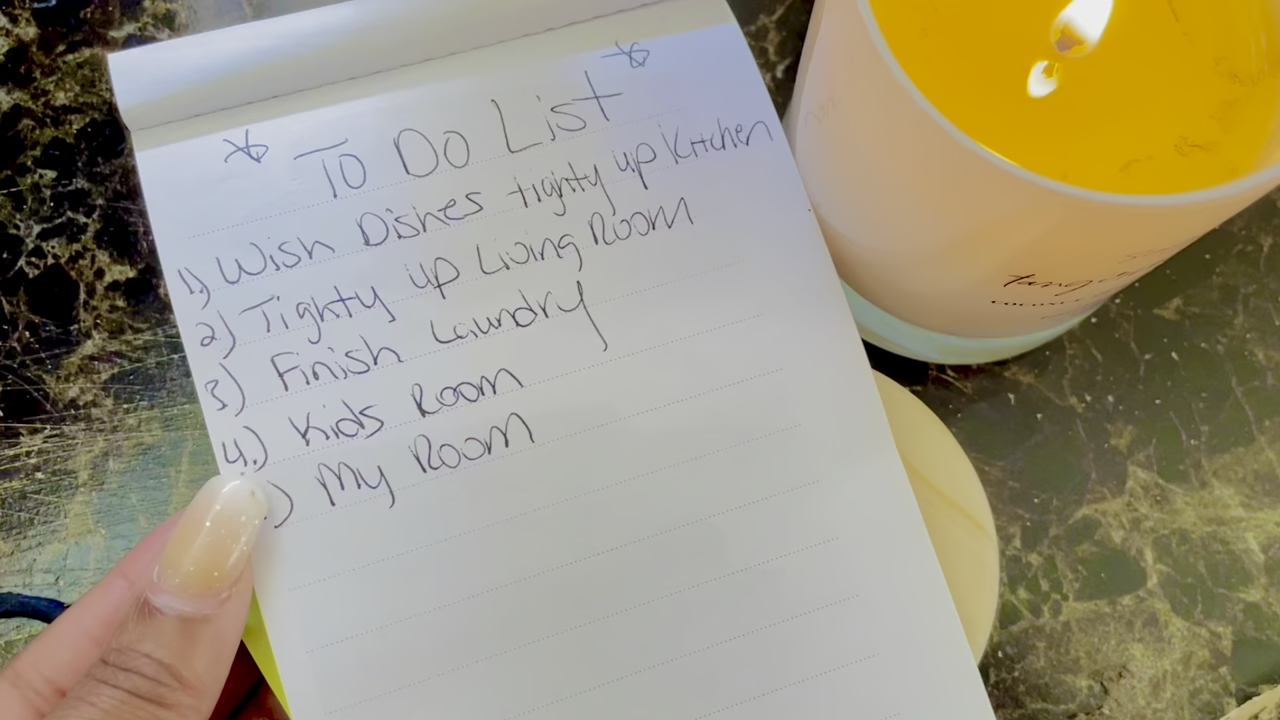 To Do List
1) Wish Dishes tighty up Kitchen
2) Tighty up Living Room
3) Finish Laundry
4.) Kids Room
.) My Room